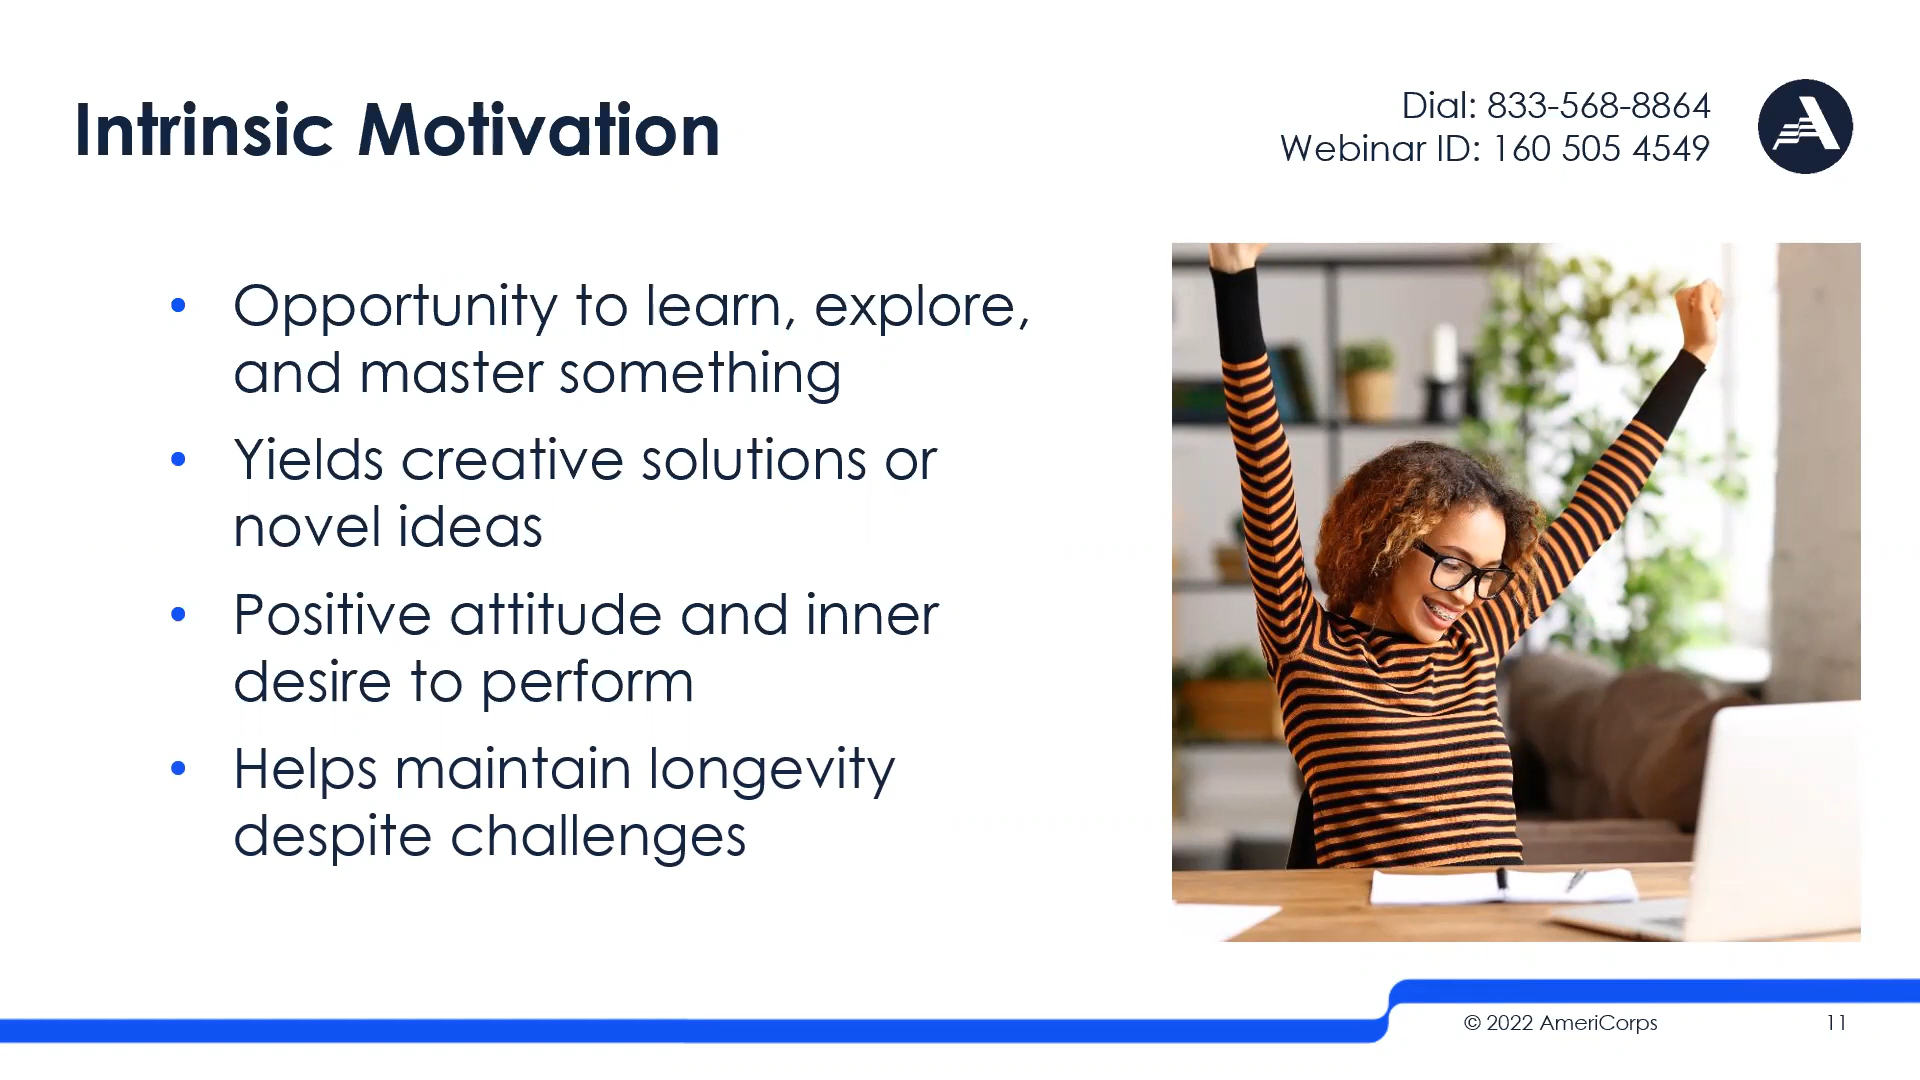 Intrinsic Motivation
Dial: 833-568-8864
Webinar ID: 160 505 4549
• Opportunity to learn, explore,
and master something
• Yields creative solutions or
novel ideas
• Positive attitude and inner
desire to perform
• Helps maintain longevity
despite challenges
© 2022 AmeriCorps
11